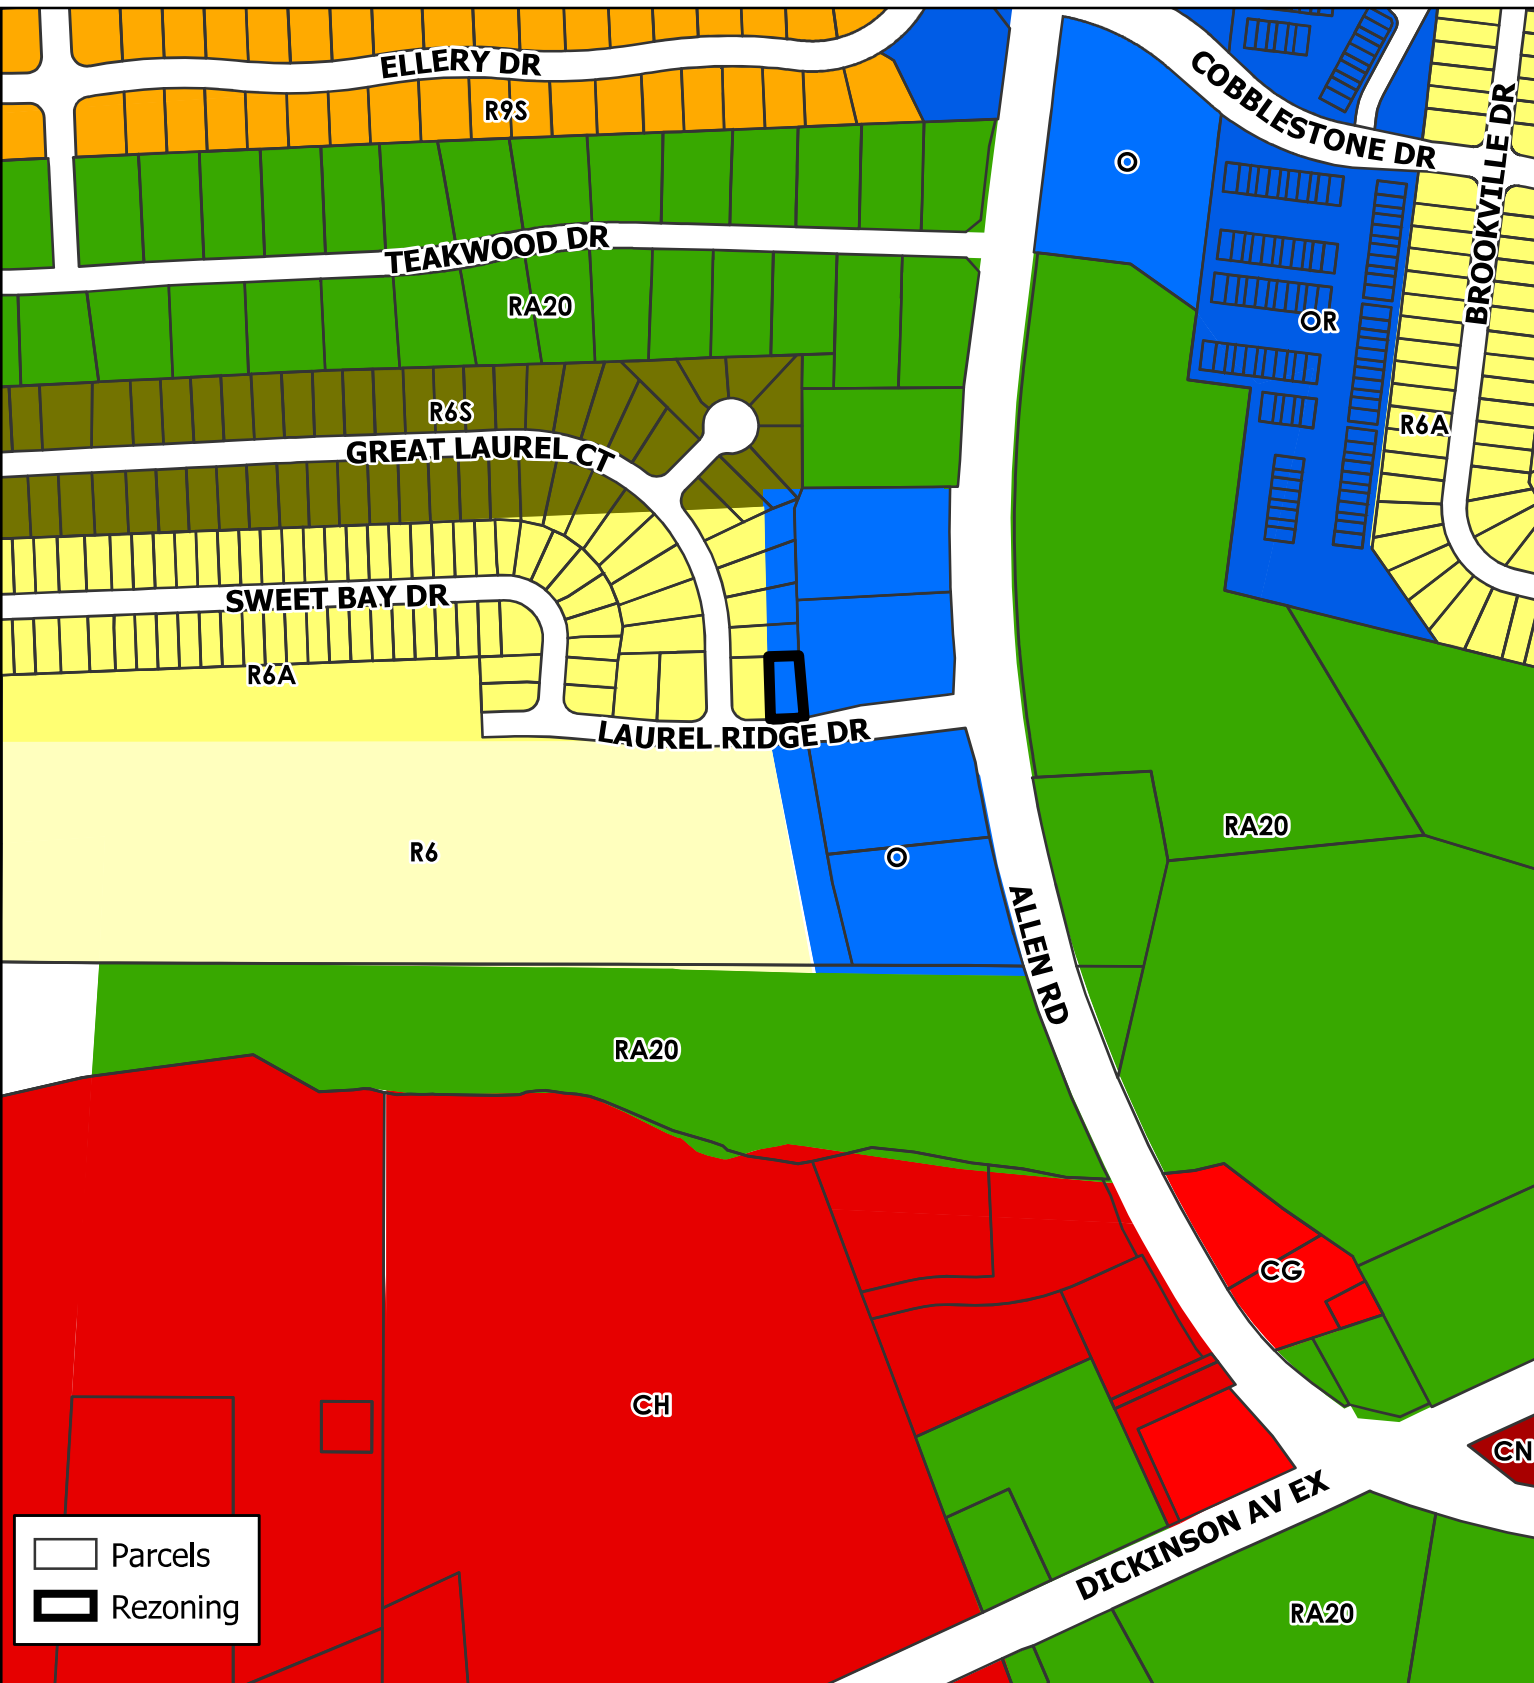 ELLERY DR
R9S
COBBLESTONE DR
BROOKVILLE DR
O
TEAKWOOD DR
RA20
OR
R6S
R6A
GREAT LAUREL CT
SWEET BAY DR
R6A
LAUREL RIDGE DR
RA20
R6
O
ALLEN RD
RA20
CG
CH
CN
DICKINSON AV EX
RA20
Parcels
Rezoning